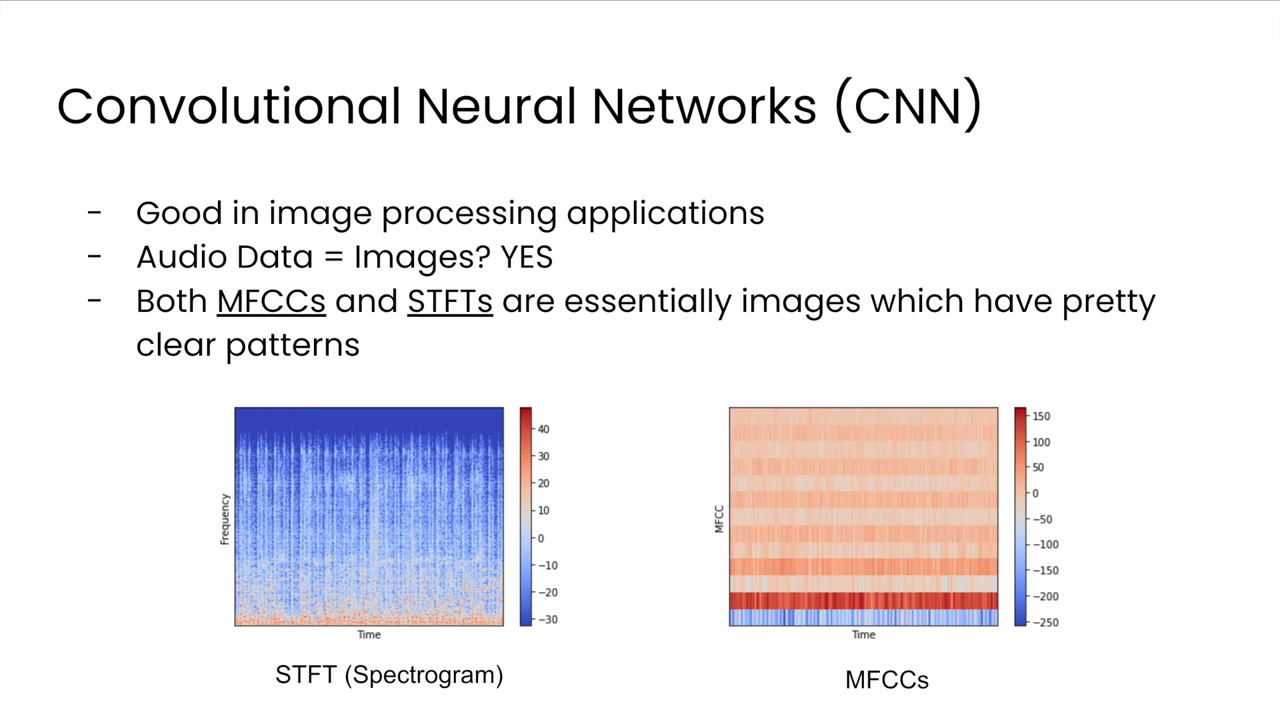 Convolutional Neural Networks (CNN)
- Good in image processing applications
- Audio Data = Images? YES
- Both MFCCs and STFTs are essentially images which have pretty
clear patterns
Frequency
Time
40
30
20
10
0
−10
−20
−30
STFT (Spectrogram)
MFCC
Time
150
100
50
0
−50
−100
−150
−200
−250
MFCCs